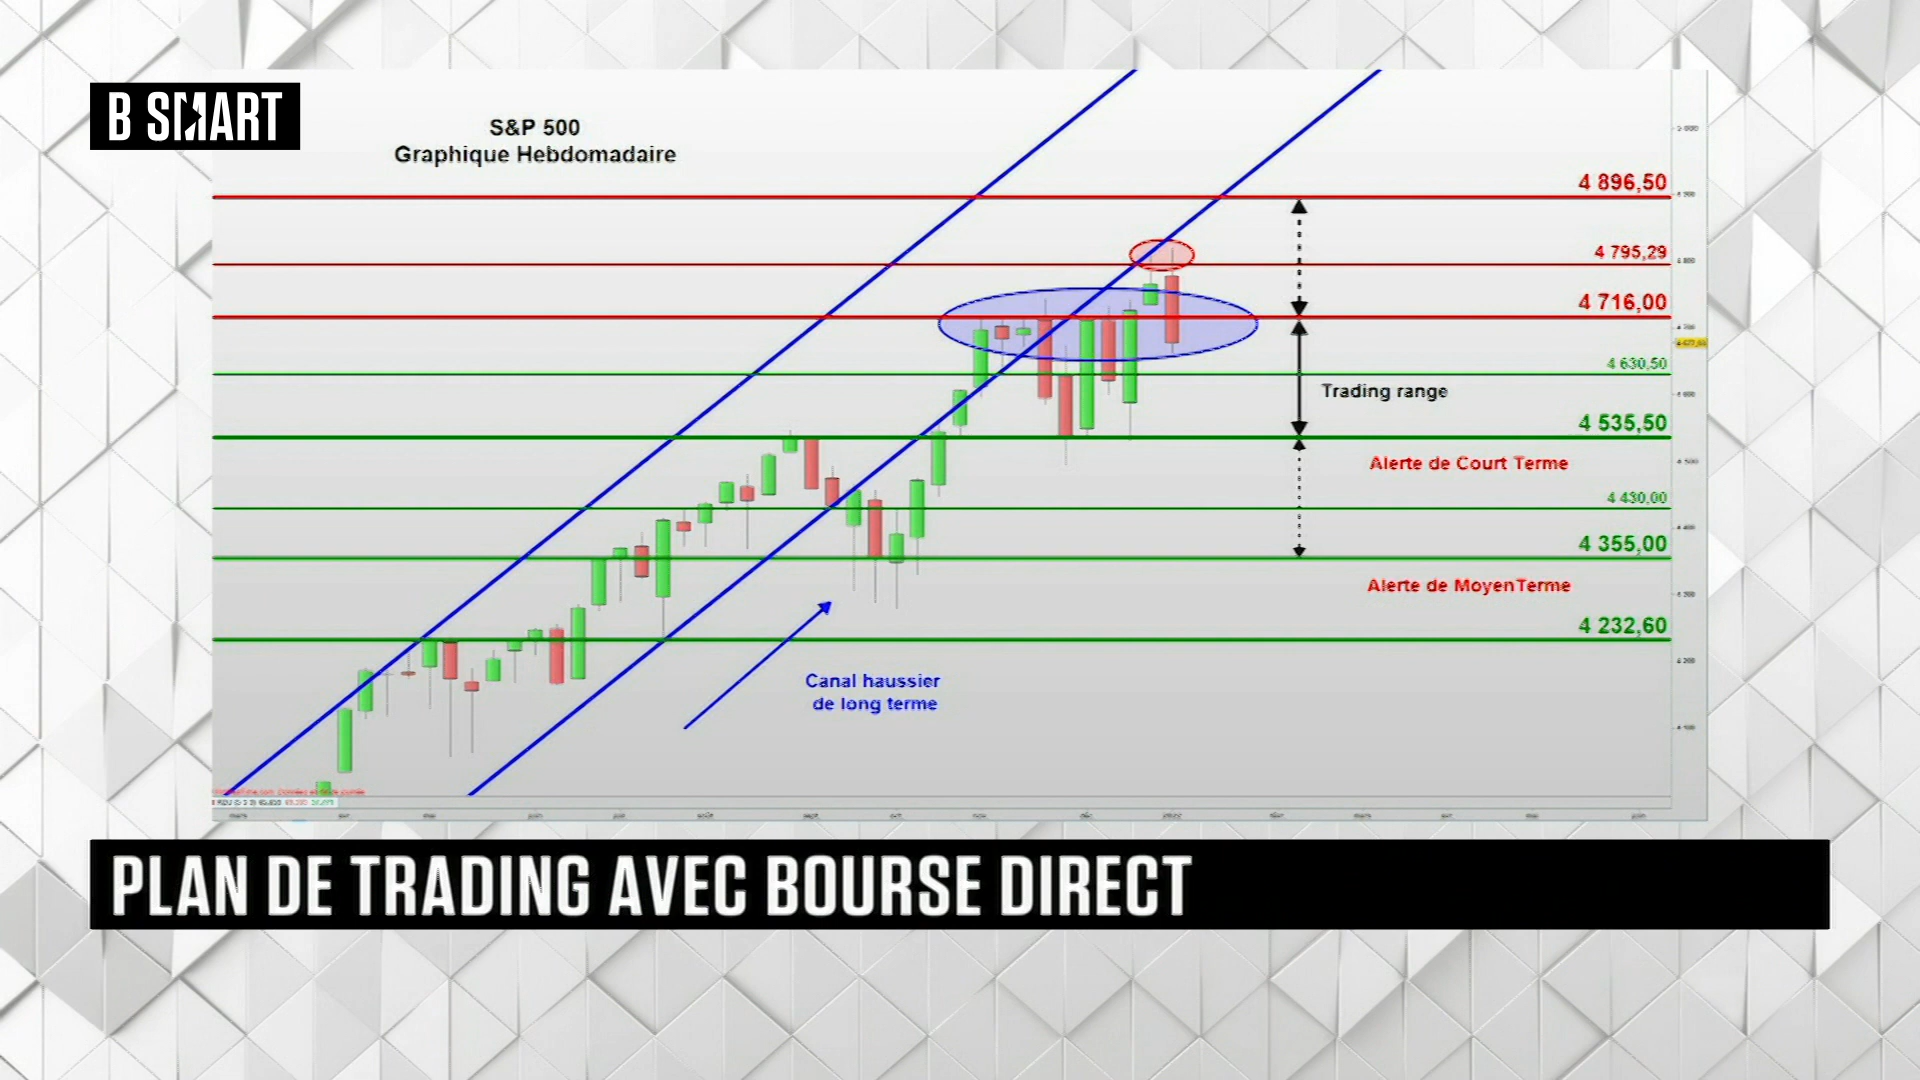 B SMART
S&P 500
Graphique Hebdomadaire
4 896,50
4 795,29
4 716,00
4 630,50
Trading range
4 535,50
Alerte de Court Terme
4 430,00
4 355,00
Alerte de MoyenTerme
4 232,60
Canal haussier
de long terme
PLAN DE TRADING AVEC BOURSE DIRECT